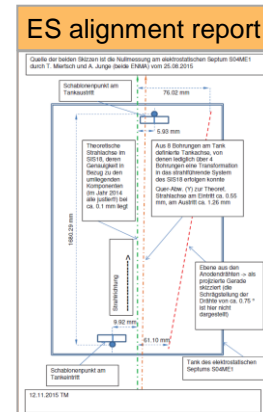 ES alignment report
Quelle der beiden Skizzen ist die Nullmessung am elektrostatischen Septum S04ME1
durch T. Miertsch und A. Junge (beide ENMA) vom 25.08.2015
Schablonenpunkt am
Tankaustritt
76.02 mm
5.93 mm
Theoretische
Strahlachse im
SIS18, deren
Genauigkeit in
Bezug zu den
umliegenden
Komponenten
(im Jahr 2014
alle justiert!) bei
ca. 0.1 mm liegt
Aus 8 Bohrungen am Tank
definierte Tankachse, von
denen lediglich über 4
Bohrungen eine Transformation
in das strahlführende System
des SIS18 erfolgen konnte
Quer-Abw. (Y) zur Theoret.
Strahlachse am Eintritt ca. 0.55
mm, am Austritt ca. 1.26 mm
1680.29 mm
Strahlrichtung
Ebene aus den
Anodendrähten -> als
projizierte Gerade
skizziert (die
Schrägstellung der
Drähte von ca. 0.75 °
ist hier nicht
dargestellt)
9.92 mm
61.10 mm
Schablonenpunkt am
Tankeintritt
Tank des elektrostatischen
Septums S04ME1
12.11.2015 TM